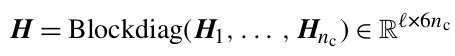 𝑯 = Blockdiag(𝑯₁, … , 𝑯_{n_c}) ∈ ℝ^{ℓ×6n_c}